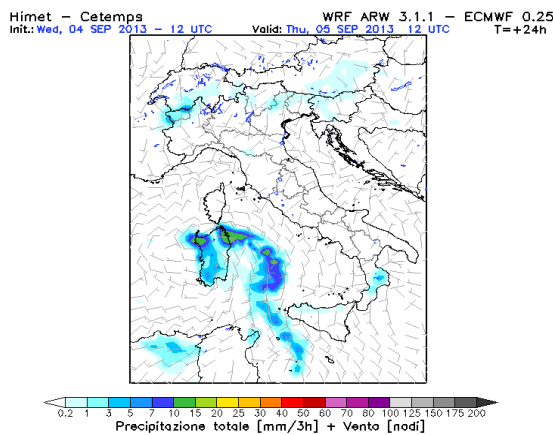 Himet – Cetemps WRF ARW 3.1.1 – ECMWF 0.25
Init.: Wed, 04 SEP 2013 – 12 UTC Valid: Thu, 05 SEP 2013 12 UTC T=+24h
0.2 1 3 5 7 10 15 20 25 30 40 50 60 70 80 100 125 150 175 200
Precipitazione totale [mm/3h] + Vento [nodi]